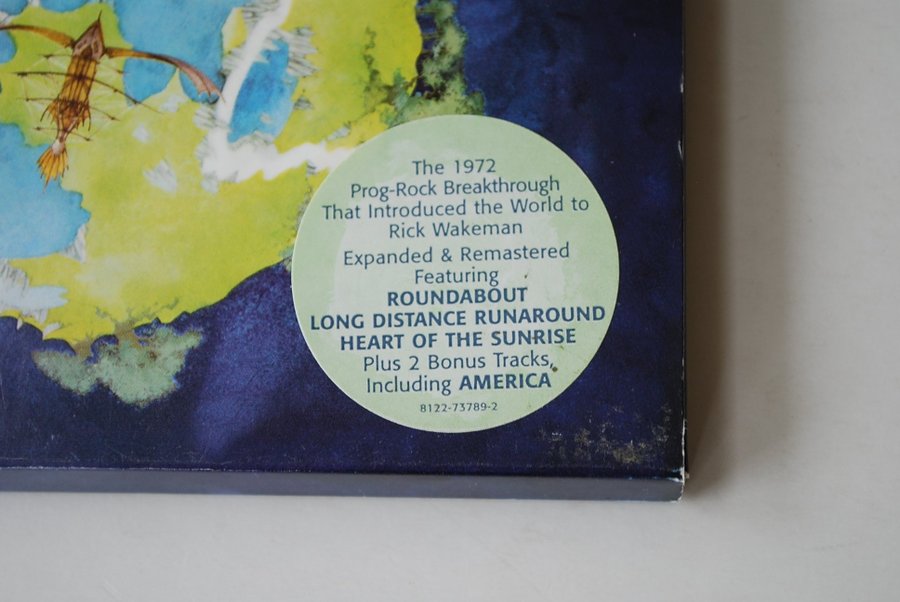 The 1972
Prog-Rock Breakthrough
That Introduced the World to
Rick Wakeman
Expanded & Remastered
Featuring
ROUNDABOUT
LONG DISTANCE RUNAROUND
HEART OF THE SUNRISE
Plus 2 Bonus Tracks,
Including AMERICA
8122-73789-2